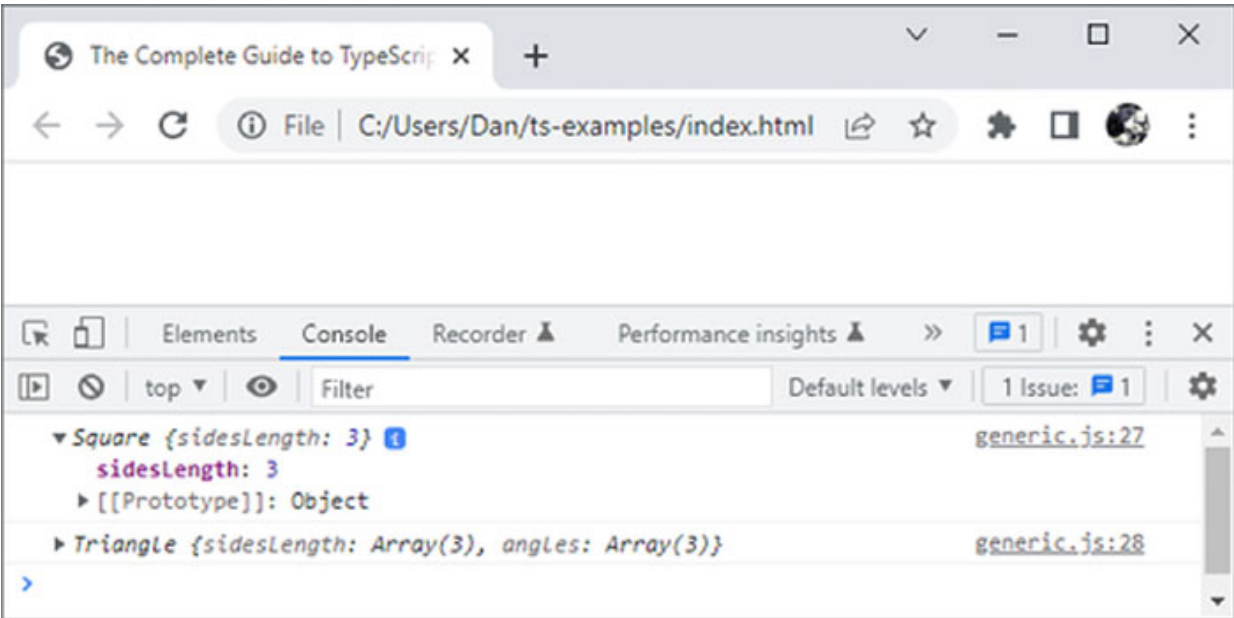 The Complete Guide to TypeScrip
File | C:/Users/Dan/ts-examples/index.html
Elements Console Recorder Performance insights » 1
top Filter Default levels 1 Issue: 1
Square {sidesLength: 3} generic.js:27
sidesLength: 3
[[Prototype]]: Object
Triangle {sidesLength: Array(3), angles: Array(3)} generic.js:28